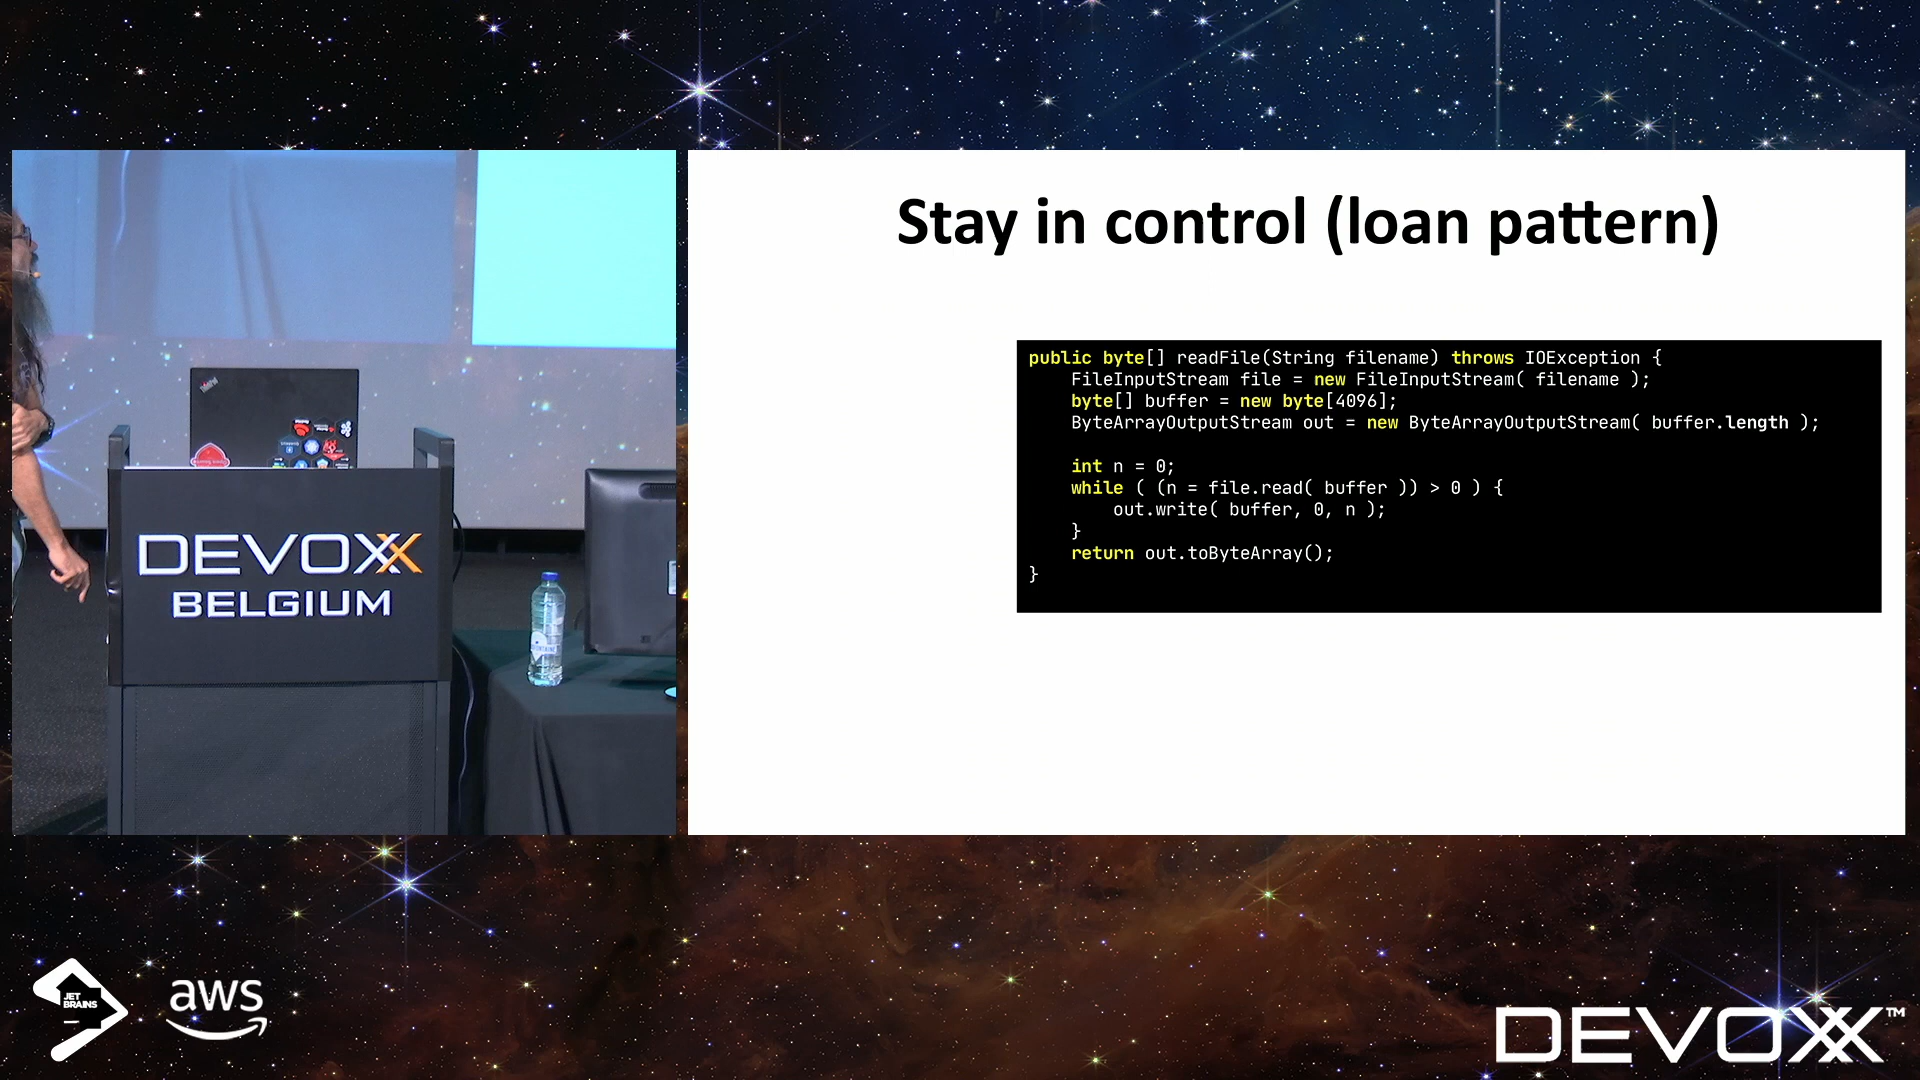 Stay in control (loan pattern)
public byte[] readFile(String filename) throws IOException {
    FileInputStream file = new FileInputStream( filename );
    byte[] buffer = new byte[4096];
    ByteArrayOutputStream out = new ByteArrayOutputStream( buffer.length );
    int n = 0;
    while ( (n = file.read( buffer )) > 0 ) {
        out.write( buffer, 0, n );
    }
    return out.toByteArray();
}
DEVOXX
BELGIUM
JET
BRAINS
aws
DEVOXX™